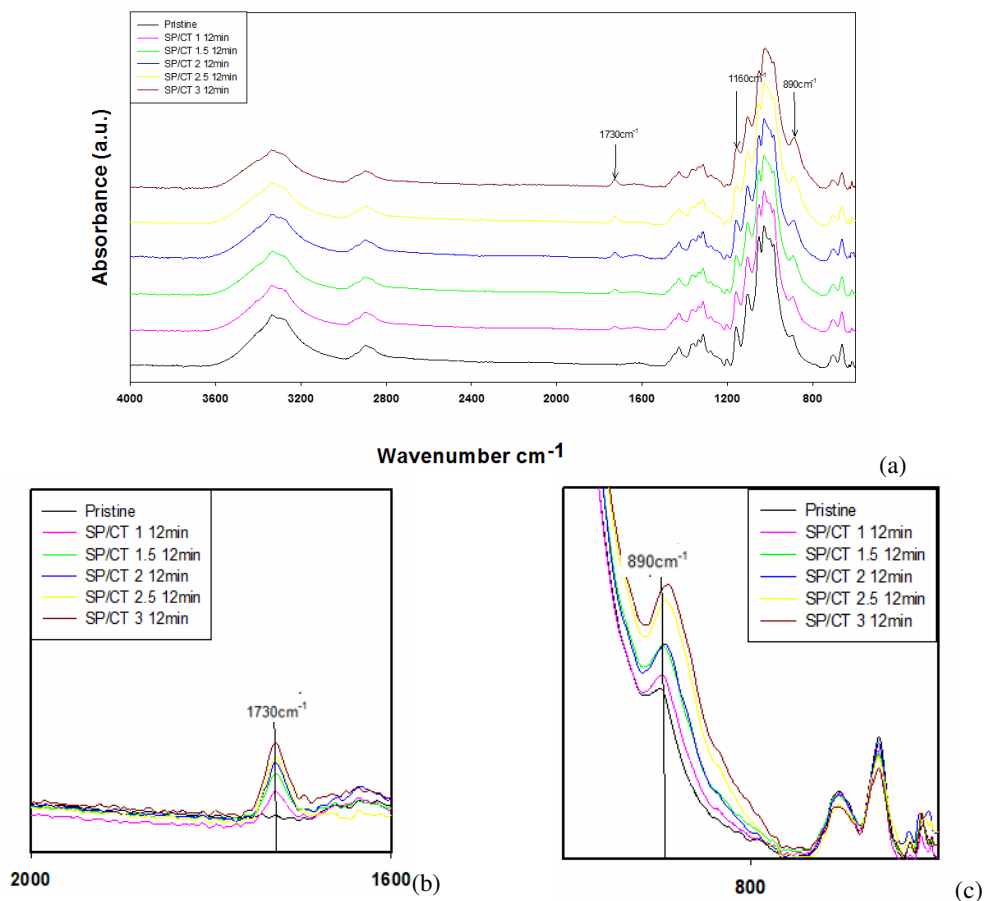 Pristine
SP/CT 1 12min
SP/CT 1.5 12min
SP/CT 2 12min
SP/CT 2.5 12min
SP/CT 3 12min
Absorbance (a.u.)
1730cm-1
1160cm-1
890cm-1
4000 3600 3200 2800 2400 2000 1600 1200 800
Wavenumber cm-1
(a)
Pristine
SP/CT 1 12min
SP/CT 1.5 12min
SP/CT 2 12min
SP/CT 2.5 12min
SP/CT 3 12min
1730cm-1
2000 1600
(b)
Pristine
SP/CT 1 12min
SP/CT 1.5 12min
SP/CT 2 12min
SP/CT 2.5 12min
SP/CT 3 12min
890cm-1
800
(c)